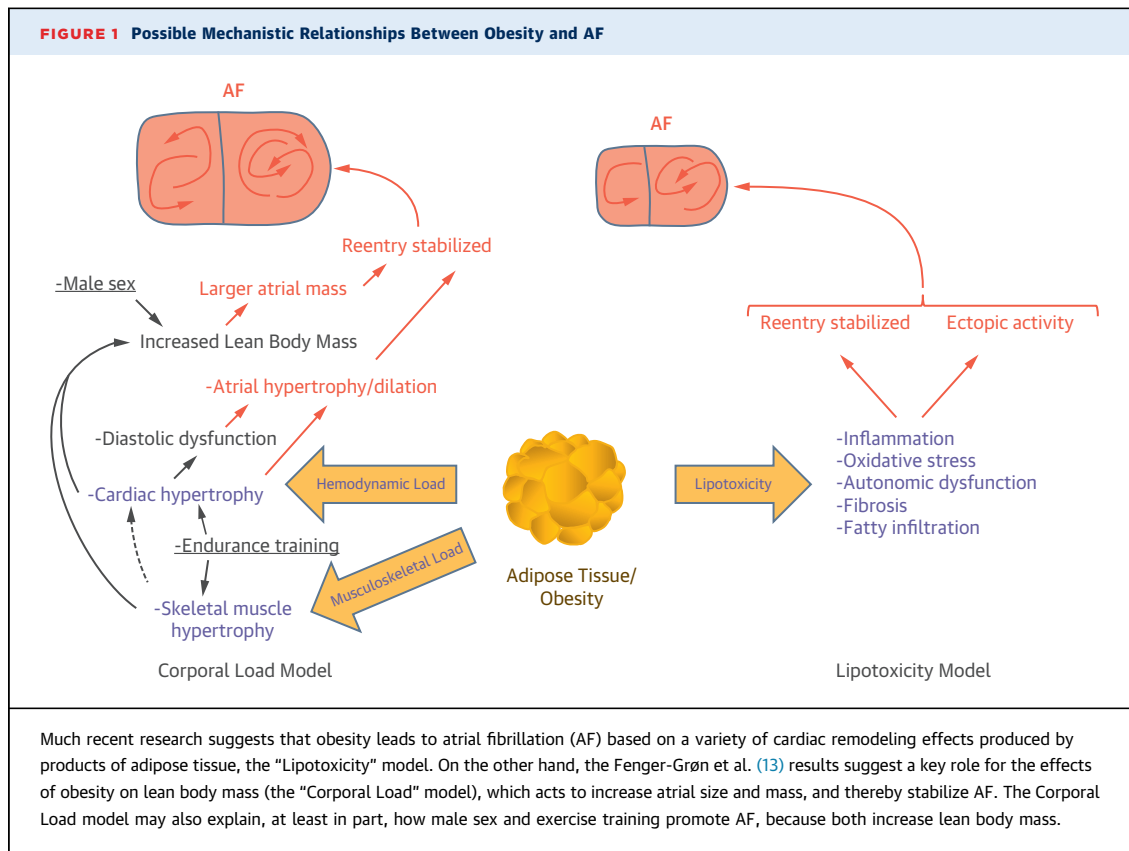 FIGURE 1 Possible Mechanistic Relationships Between Obesity and AF
AF
AF
Reentry stabilized
-Male sex
Larger atrial mass
Increased Lean Body Mass
-Atrial hypertrophy/dilation
-Diastolic dysfunction
-Cardiac hypertrophy
-Endurance training
-Skeletal muscle
hypertrophy
Corporal Load Model
Hemodynamic Load
Musculoskeletal Load
Adipose Tissue/
Obesity
Lipotoxicity
Reentry stabilized
Ectopic activity
-Inflammation
-Oxidative stress
-Autonomic dysfunction
-Fibrosis
-Fatty infiltration
Lipotoxicity Model
Much recent research suggests that obesity leads to atrial fibrillation (AF) based on a variety of cardiac remodeling effects produced by
products of adipose tissue, the “Lipotoxicity” model. On the other hand, the Fenger-Grøn et al. (13) results suggest a key role for the effects
of obesity on lean body mass (the “Corporal Load” model), which acts to increase atrial size and mass, and thereby stabilize AF. The Corporal
Load model may also explain, at least in part, how male sex and exercise training promote AF, because both increase lean body mass.